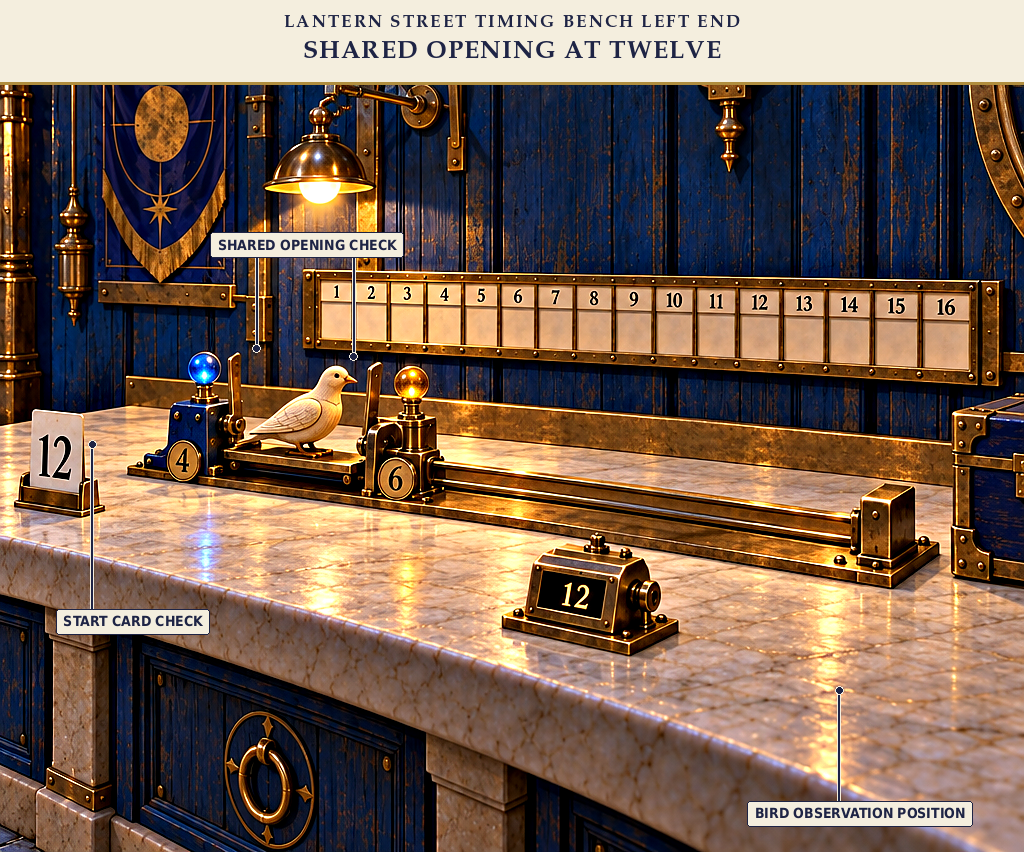 LANTERN STREET TIMING BENCH LEFT END
SHARED OPENING AT TWELVE
SHARED OPENING CHECK
1 2 3 4 5 6 7 8 9 10 11 12 13 14 15 16
12
4
6
12
START CARD CHECK
BIRD OBSERVATION POSITION